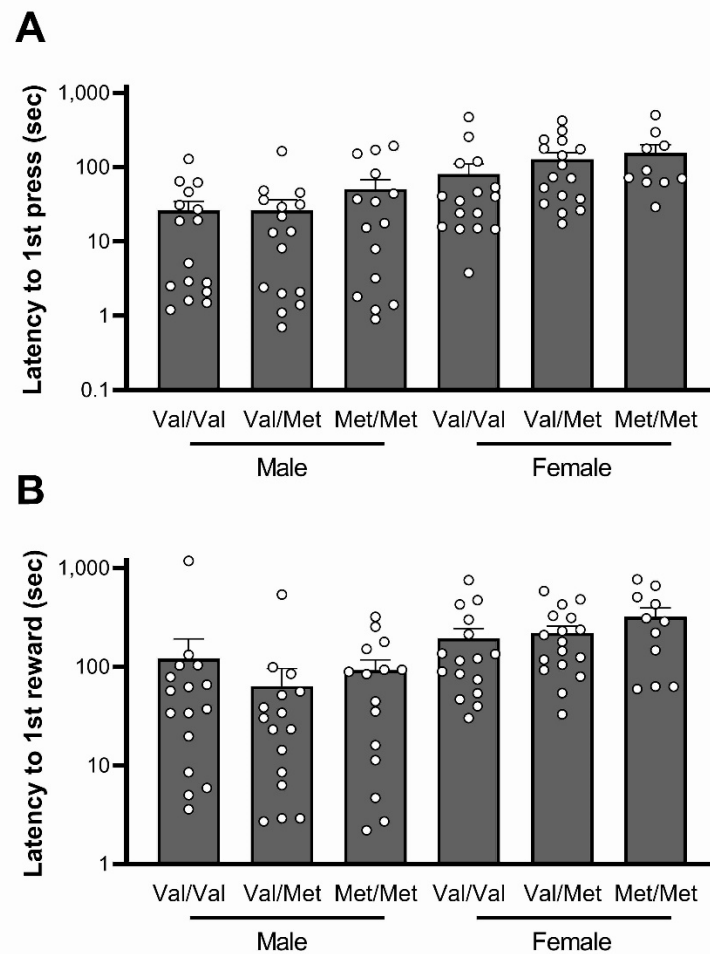 A
Latency to 1st press (sec)
1,000
100
10
1
0.1
Val/Val Val/Met Met/Met Val/Val Val/Met Met/Met
Male Female
B
Latency to 1st reward (sec)
1,000
100
10
1
Val/Val Val/Met Met/Met Val/Val Val/Met Met/Met
Male Female